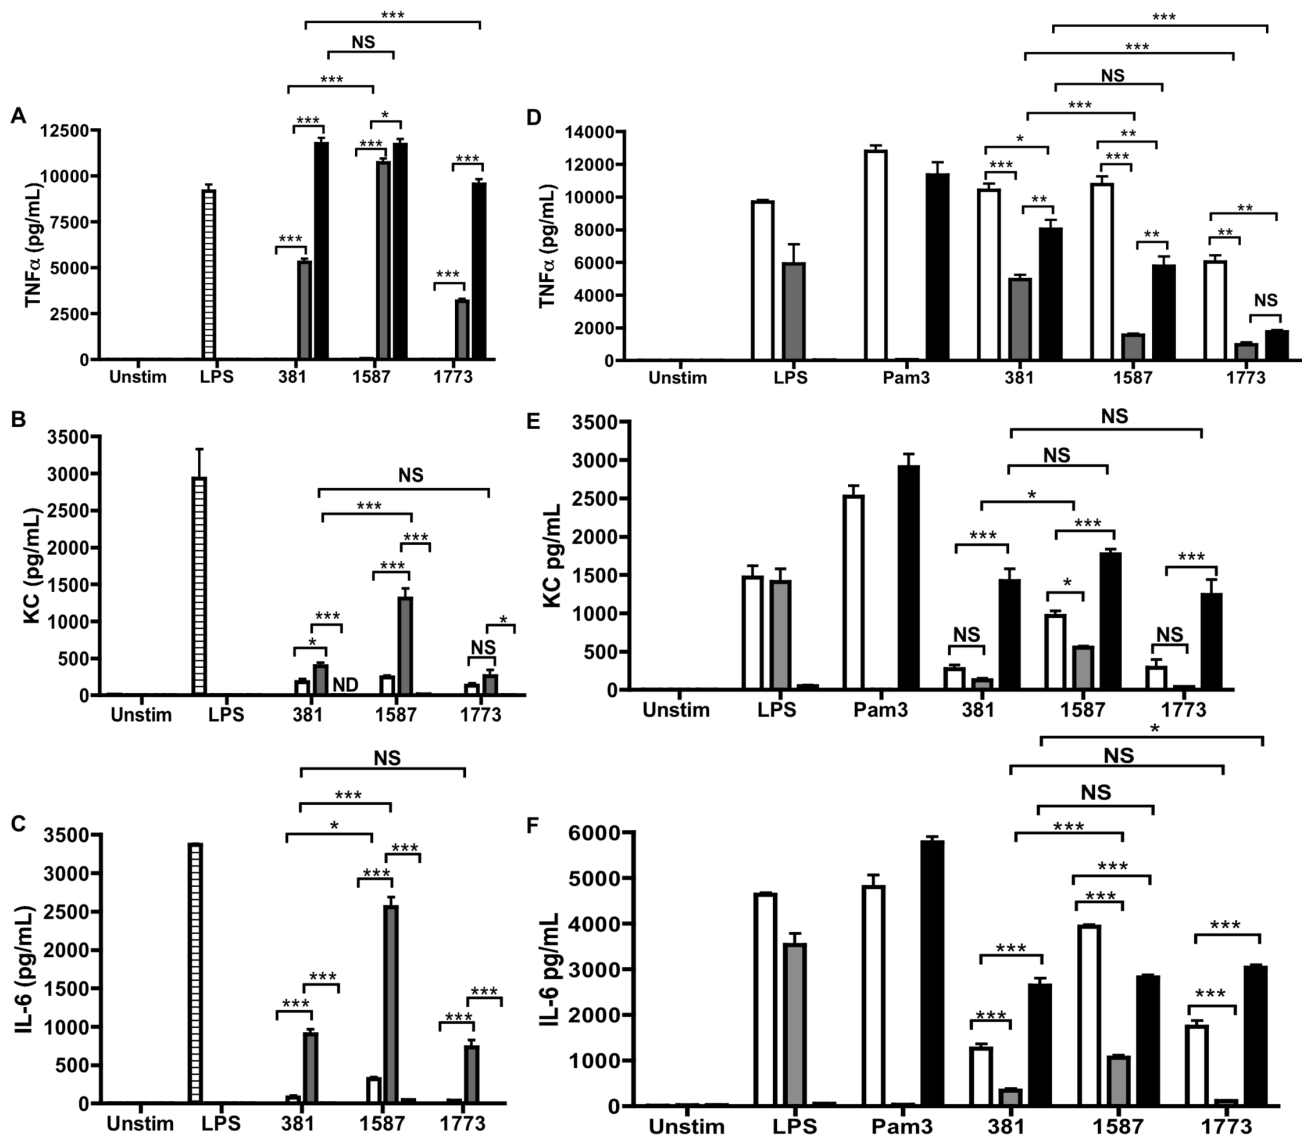 ***
NS
***
A
***
*
***
***
***
***
12500
10000
7500
5000
2500
0
TNFα (pg/mL)
Unstim LPS 381 1587 1773
***
***
NS
***
D
*
**
***
***
**
**
**
**
NS
14000
12000
10000
8000
6000
4000
2000
0
TNFα (pg/mL)
Unstim LPS Pam3 381 1587 1773
B
NS
***
***
***
***
*
*
NS
ND
3500
3000
2500
2000
1500
1000
500
0
KC (pg/mL)
Unstim LPS 381 1587 1773
E
NS
NS
*
***
***
***
*
NS
NS
3500
3000
2500
2000
1500
1000
500
0
KC pg/mL
Unstim LPS Pam3 381 1587 1773
NS
***
*
C
***
***
***
***
***
***
3500
3000
2500
2000
1500
1000
500
0
IL-6 (pg/mL)
Unstim LPS 381 1587 1773
*
NS
NS
***
F
***
***
***
***
***
***
6000
5000
4000
3000
2000
1000
0
IL-6 pg/mL
Unstim LPS Pam3 381 1587 1773